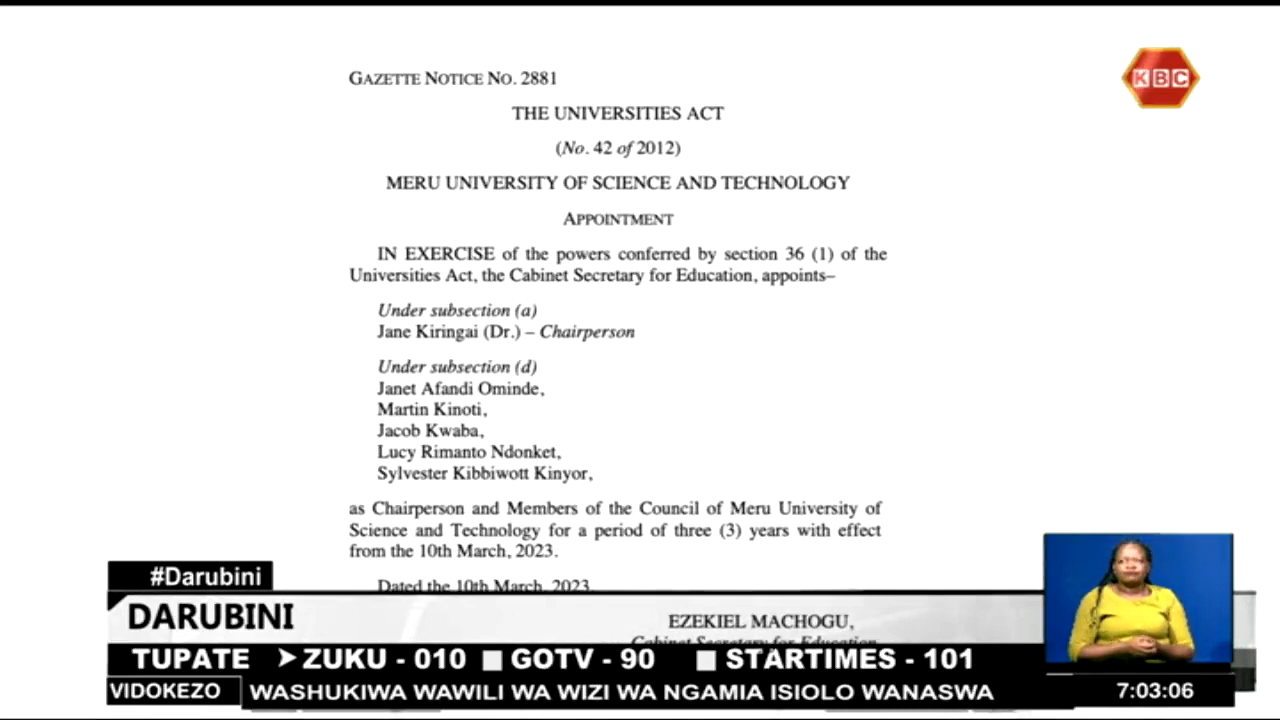 GAZETTE NOTICE NO. 2881
KBC
THE UNIVERSITIES ACT
(No. 42 of 2012)
MERU UNIVERSITY OF SCIENCE AND TECHNOLOGY
APPOINTMENT
IN EXERCISE of the powers conferred by section 36 (1) of the
Universities Act, the Cabinet Secretary for Education, appoints–
Under subsection (a)
Jane Kiringai (Dr.) – Chairperson
Under subsection (d)
Janet Afandi Ominde,
Martin Kinoti,
Jacob Kwaba,
Lucy Rimanto Ndonket,
Sylvester Kibbiwott Kinyor,
as Chairperson and Members of the Council of Meru University of
Science and Technology for a period of three (3) years with effect
from the 10th March, 2023.
Dated the 10th March, 2023.
#Darubini
DARUBINI
EZEKIEL MACHOGU,
Cabinet Secretary for Education.
TUPATE ➤ ZUKU - 010 ■ GOTV - 90 ■ STARTIMES - 101
VIDOKEZO WASHUKIWA WAWILI WA WIZI WA NGAMIA ISIOLO WANASWA 7:03:06